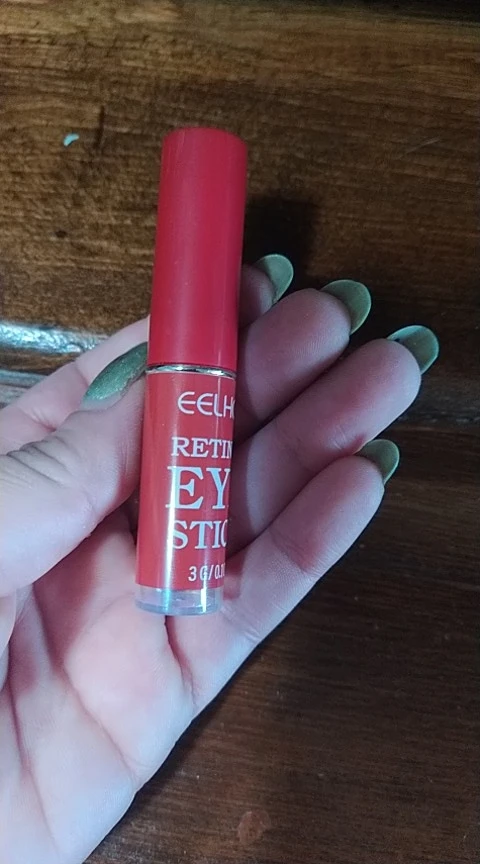 EELH
RETIN
EY
STIC
3 G/0.